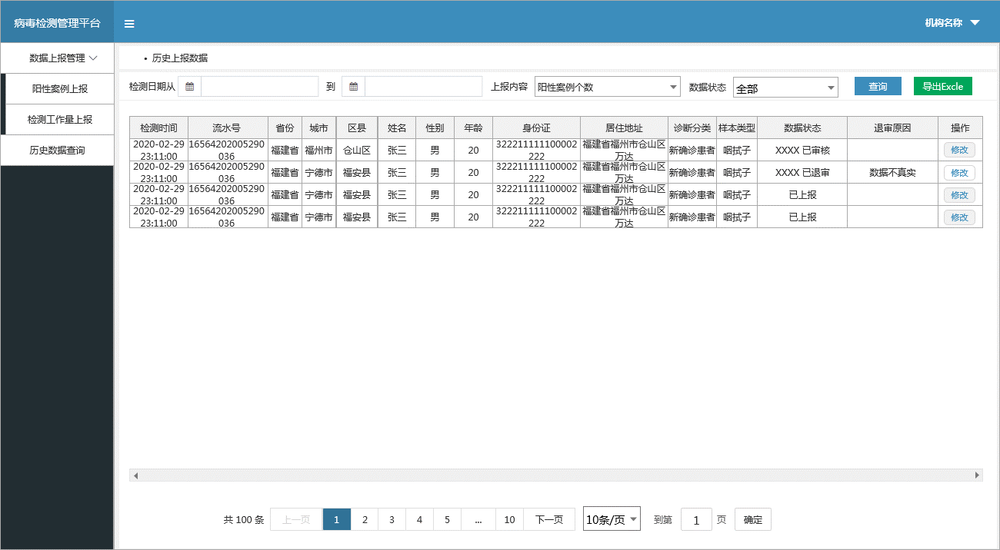 病毒检测管理平台
机构名称
数据上报管理
阳性案例上报
检测工作量上报
历史数据查询
• 历史上报数据
检测日期从 到 上报内容 阳性案例个数 数据状态 全部 查询 导出Excle
检测时间 流水号 省份 城市 区县 姓名 性别 年龄 身份证 居住地址 诊断分类 样本类型 数据状态 退审原因 操作
2020-02-29 23:11:00 16564202005290036 福建省 福州市 仓山区 张三 男 20 322211111100002222 福建省福州市仓山区万达 新确诊患者 咽拭子 XXXX 已审核 修改
2020-02-29 23:11:00 16564202005290036 福建省 宁德市 福安县 张三 男 20 322211111100002222 福建省福州市仓山区万达 新确诊患者 咽拭子 XXXX 已退审 数据不真实 修改
2020-02-29 23:11:00 16564202005290036 福建省 宁德市 福安县 张三 男 20 322211111100002222 福建省福州市仓山区万达 新确诊患者 咽拭子 已上报 修改
2020-02-29 23:11:00 16564202005290036 福建省 宁德市 福安县 张三 男 20 322211111100002222 福建省福州市仓山区万达 新确诊患者 咽拭子 已上报 修改
共 100 条 上一页 1 2 3 4 5 ... 10 下一页 10条/页 到第 1 页 确定